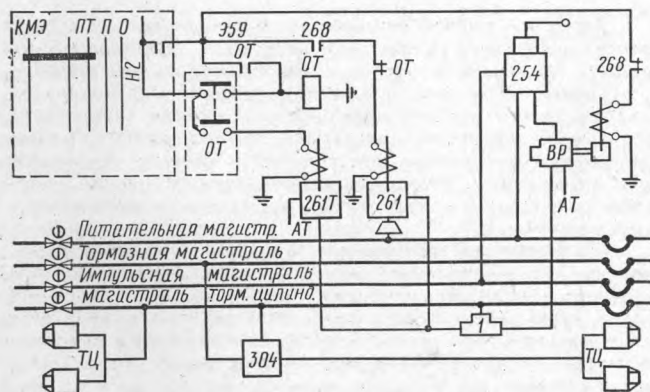 КМЭ ПТ П О
Н2
Э59 268
ОТ
ОТ
ОТ
ОТ
254
268
ВР
АТ
261Т
261
АТ
Питательная магистр.
Тормозная магистраль
Импульсная магистраль
магистраль торм. цилинд.
ТЦ
304
1
ТЦ